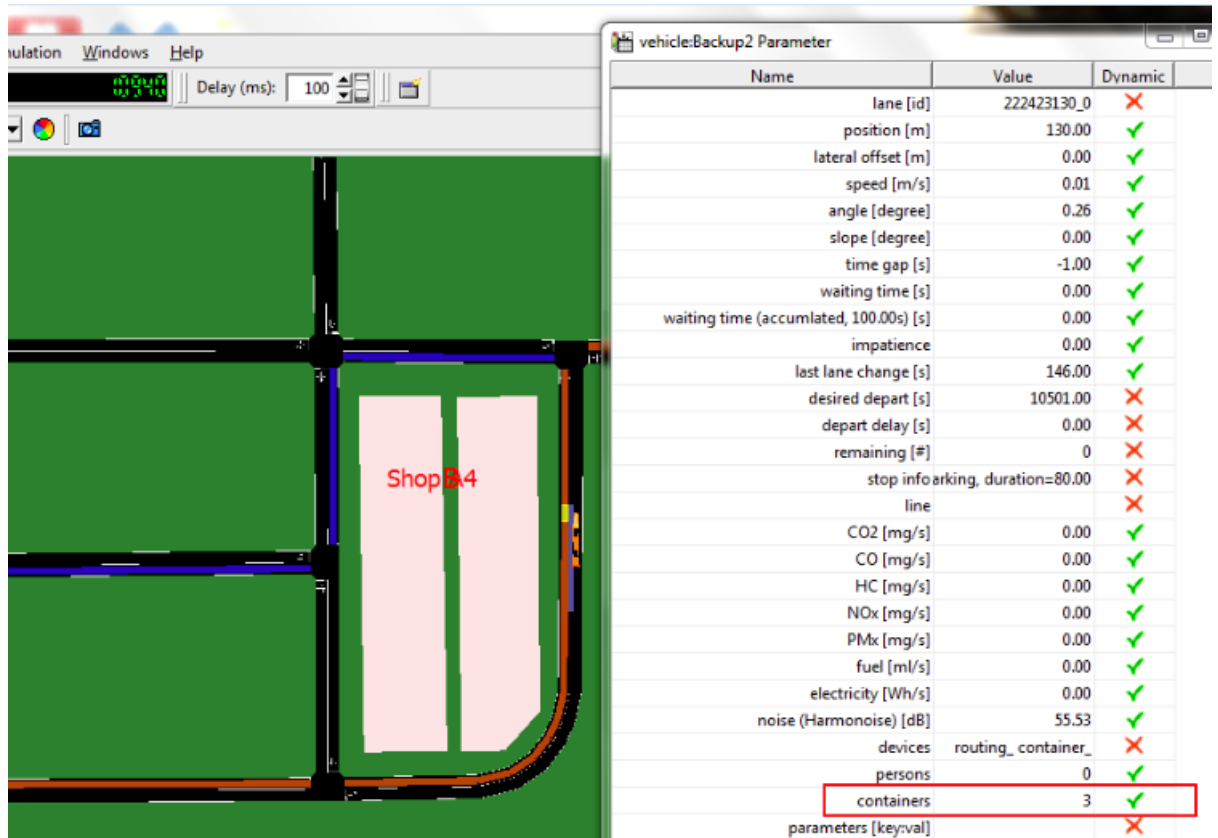 nulation Windows Help
Delay (ms): 100
Shop
vehicle:Backup2 Parameter
Name Value Dynamic
lane [id] 222423130_0
position [m] 130.00
lateral offset [m] 0.00
speed [m/s] 0.01
angle [degree] 0.26
slope [degree] 0.00
time gap [s] -1.00
waiting time [s] 0.00
waiting time (accumlated, 100.00s) [s] 0.00
impatience 0.00
last lane change [s] 146.00
desired depart [s] 10501.00
depart delay [s] 0.00
remaining [#] 0
stop info arking, duration=80.00
line
CO2 [mg/s] 0.00
CO [mg/s] 0.00
HC [mg/s] 0.00
NOx [mg/s] 0.00
PMx [mg/s] 0.00
fuel [ml/s] 0.00
electricity [Wh/s] 0.00
noise (Harmonoise) [dB] 55.53
devices routing_ container_
persons 0
containers 3
parameters [key:val]